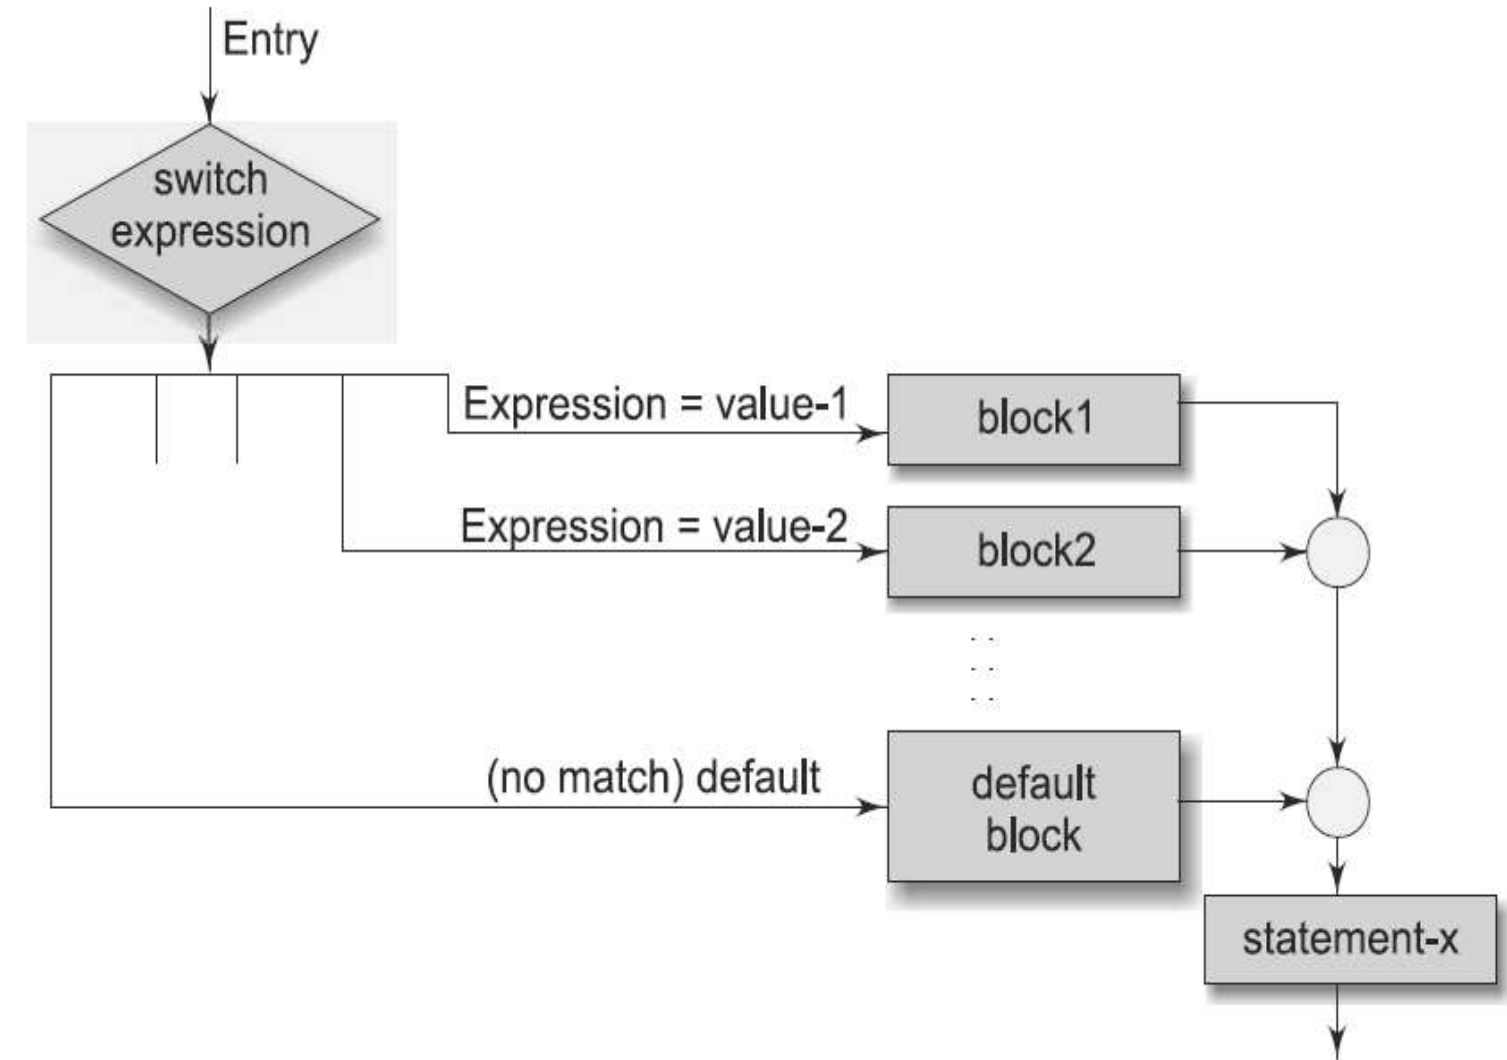 Entry
switch
expression
Expression = value-1
block1
Expression = value-2
block2
(no match) default
default
block
statement-x